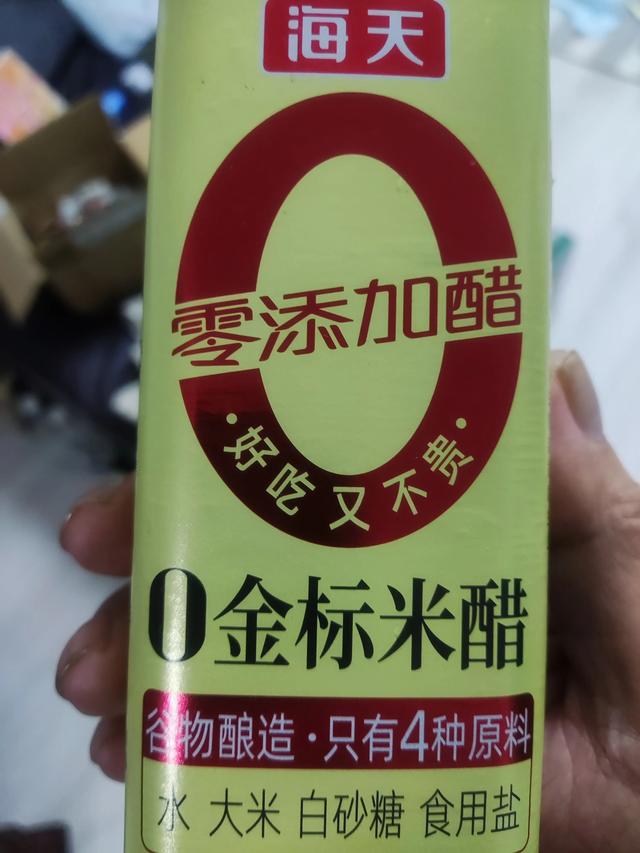 海天
零添加醋
·好吃又不贵·
0金标米醋
谷物酿造·只有4种原料
水 大米 白砂糖 食用盐